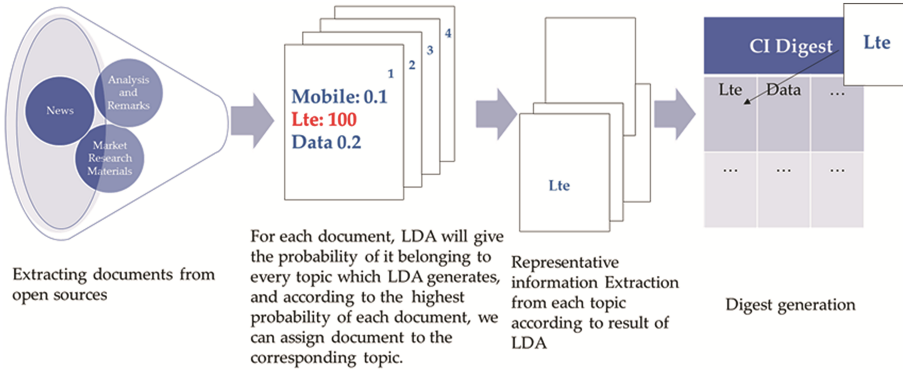 News
Analysis
and
Remarks
Market
Research
Materials
Extracting documents from
open sources
1
2
3
4
Mobile: 0.1
Lte: 100
Data 0.2
For each document, LDA will give
the probability of it belonging to
every topic which LDA generates,
and according to the highest
probability of each document, we
can assign document to the
corresponding topic.
Lte
Representative
information Extraction
from each topic
according to result of
LDA
CI Digest
Lte
Lte Data ...
... ... ...
Digest generation